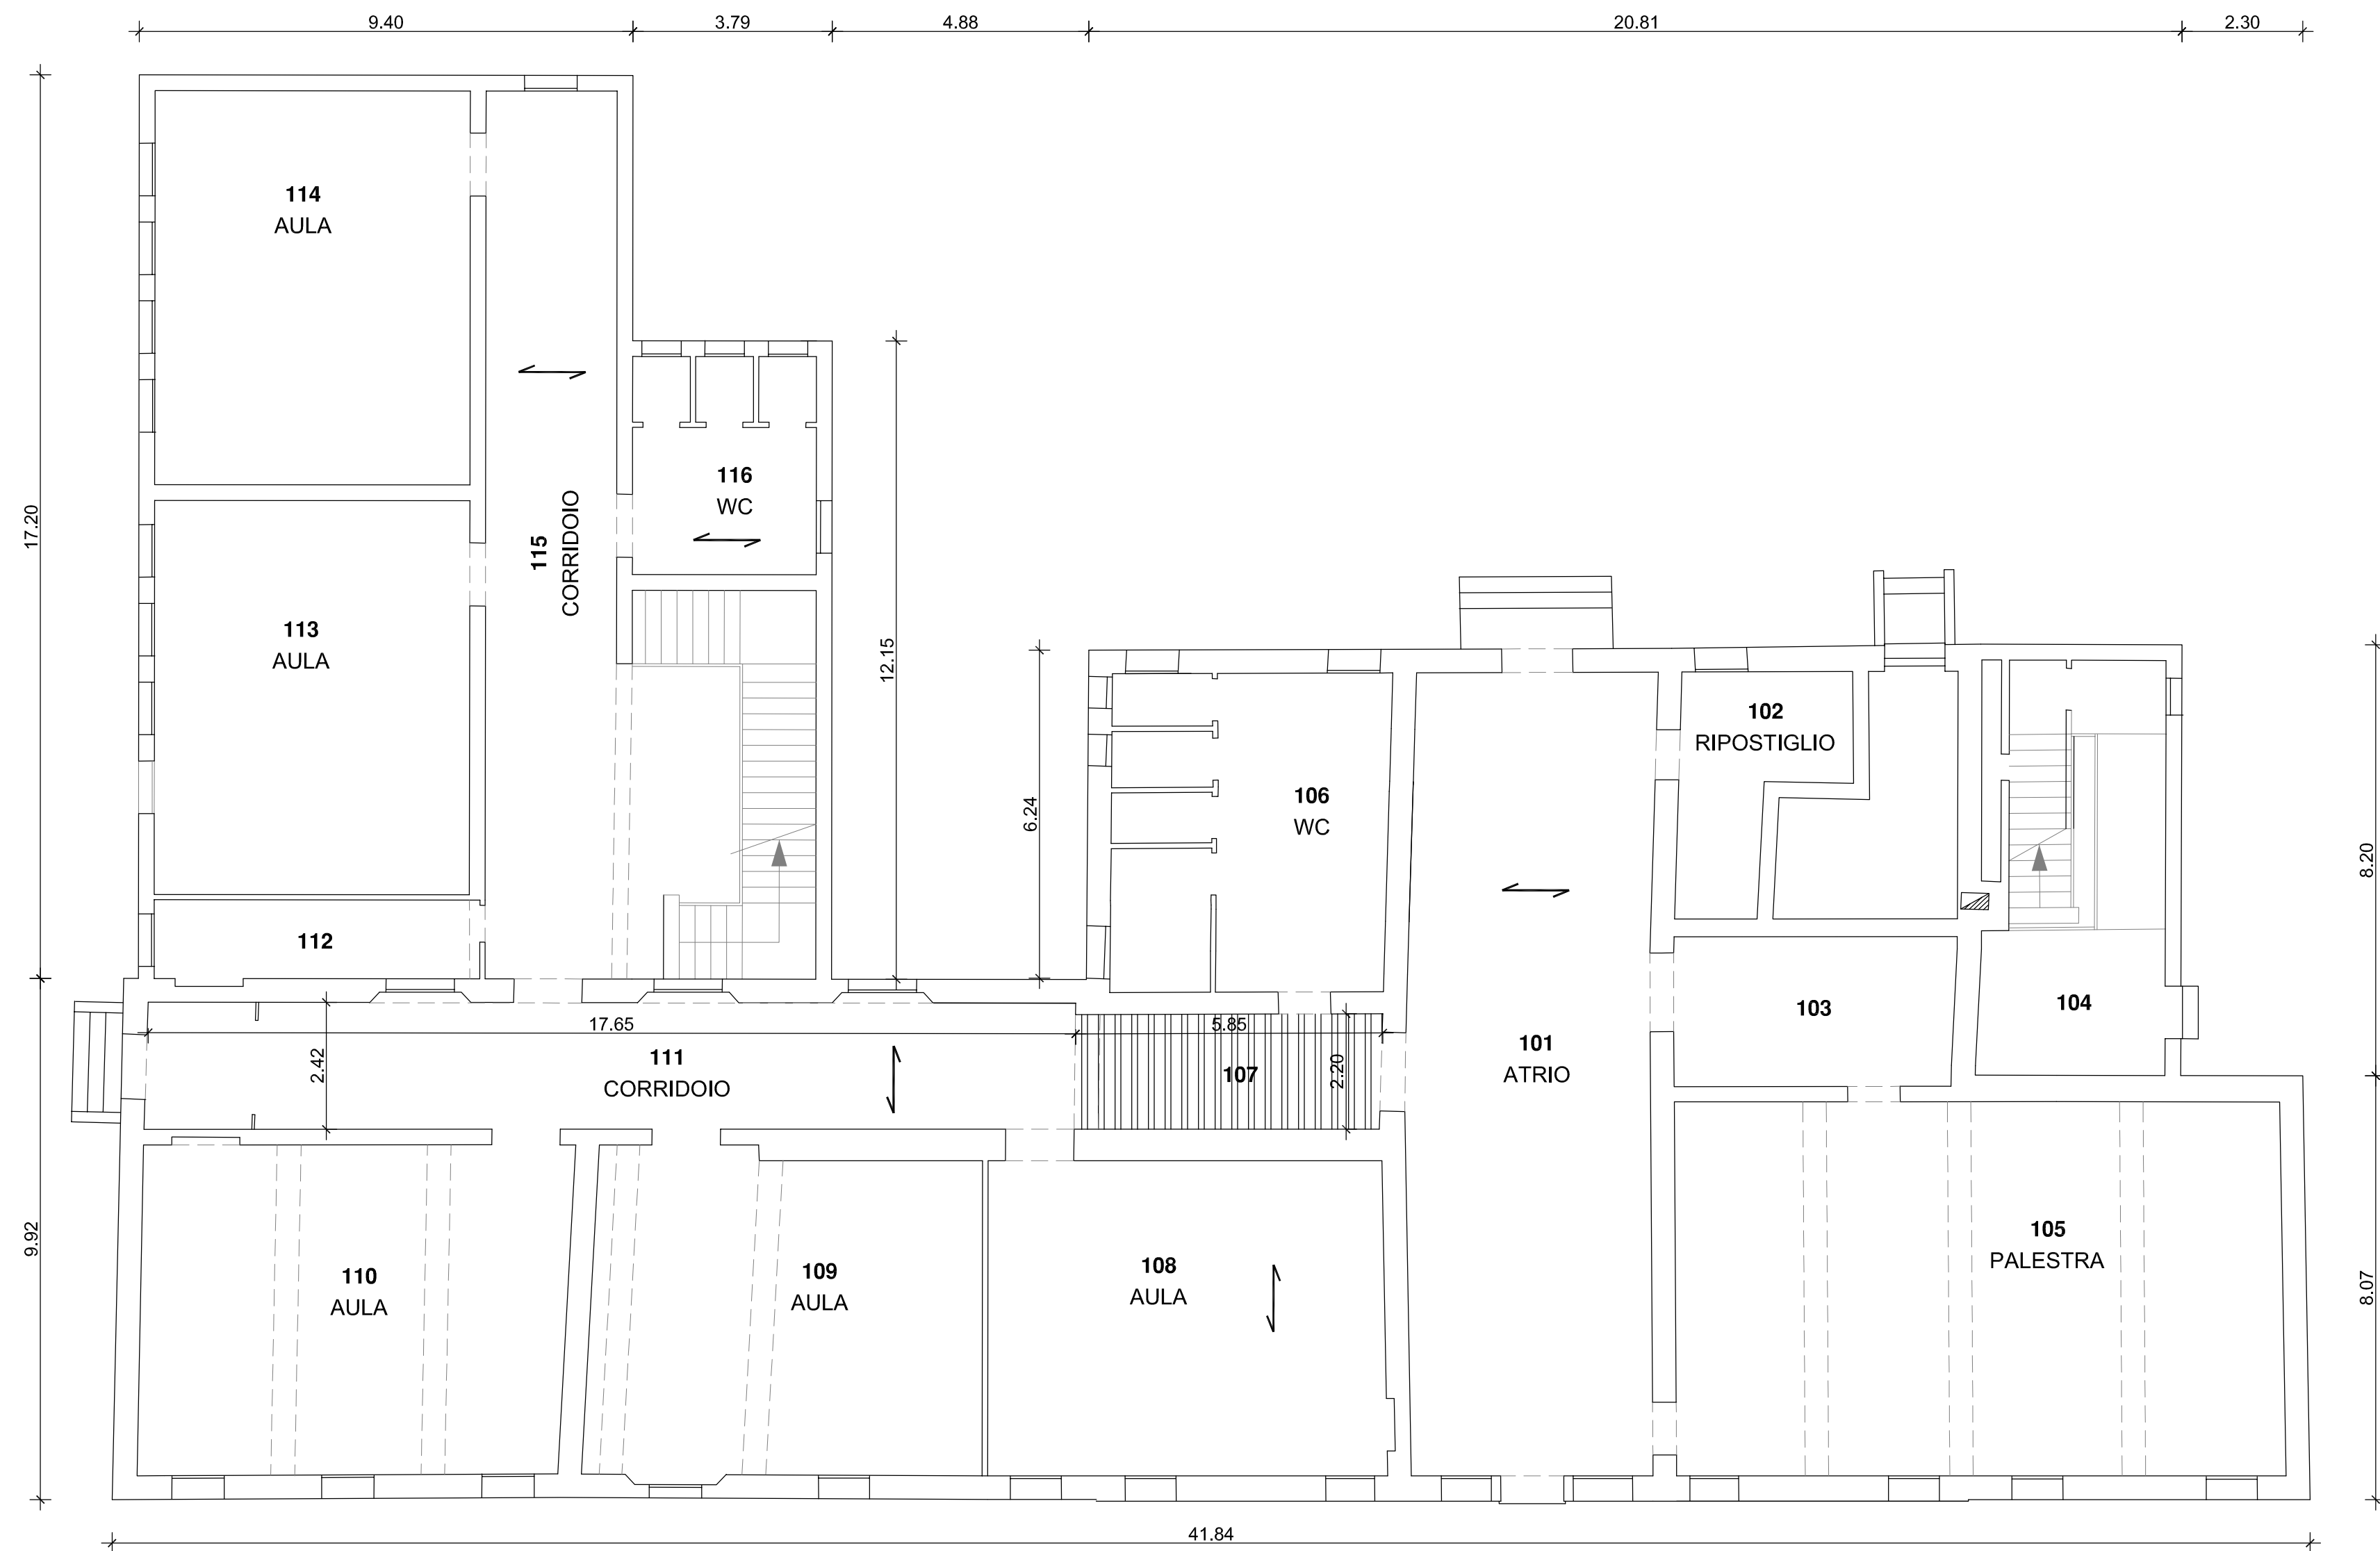 9.40
3.79
4.88
20.81
2.30
114
AULA
17.20
116
WC
115
CORRIDOIO
113
AULA
12.15
102
RIPOSTIGLIO
106
WC
6.24
8.20
112
103
104
17.65
5.85
111
CORRIDOIO
2.42
107
2.20
101
ATRIO
9.92
105
PALESTRA
110
AULA
109
AULA
108
AULA
8.07
41.84